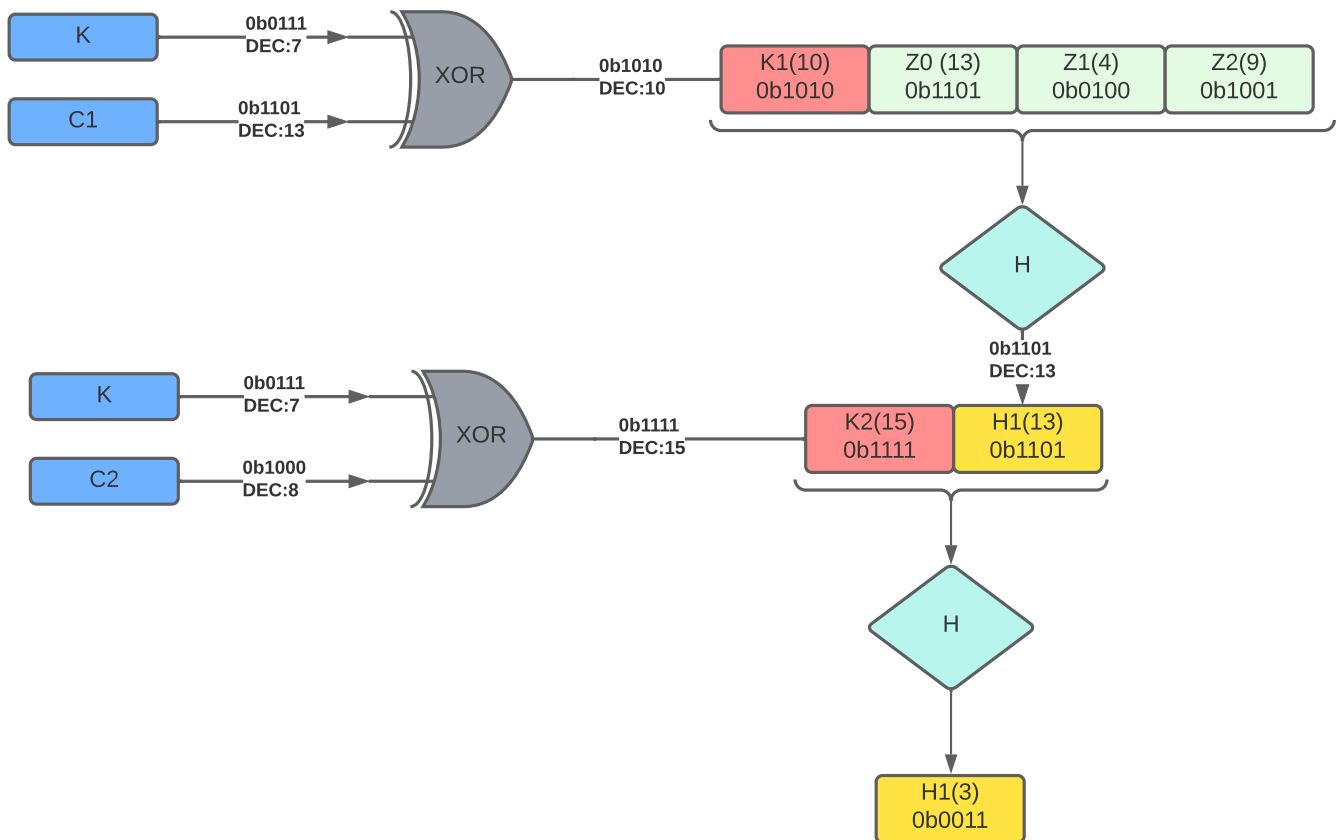 K
0b0111
DEC:7
XOR
C1
0b1101
DEC:13
0b1010
DEC:10
K1(10)
0b1010
Z0 (13)
0b1101
Z1(4)
0b0100
Z2(9)
0b1001
H
0b1101
DEC:13
K
0b0111
DEC:7
XOR
C2
0b1000
DEC:8
0b1111
DEC:15
K2(15)
0b1111
H1(13)
0b1101
H
H1(3)
0b0011